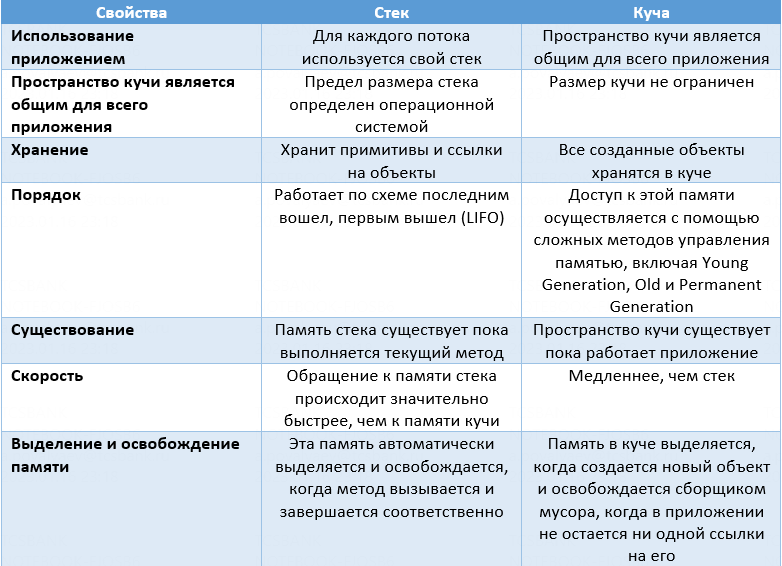 Свойства
Стек
Куча
Использование
приложением
Для каждого потока
используется свой стек
Пространство кучи является
общим для всего приложения
Пространство кучи является
общим для всего
приложения
Предел размера стека
определен операционной
системой
Размер кучи не ограничен
Хранение
Хранит примитивы и ссылки
на объекты
Все созданные объекты
хранятся в куче
Порядок
Работает по схеме последним
вошел, первым вышел (LIFO)
Доступ к этой памяти
осуществляется с помощью
сложных методов управления
памятью, включая Young
Generation, Old и Permanent
Generation
Существование
Память стека существует пока
выполняется текущий метод
Пространство кучи существует
пока работает приложение
Скорость
Обращение к памяти стека
происходит значительно
быстрее, чем к памяти кучи
Медленнее, чем стек
Выделение и освобождение
памяти
Эта память автоматически
выделяется и освобождается,
когда метод вызывается и
завершается соответственно
Память в куче выделяется,
когда создается новый объект
и освобождается сборщиком
мусора, когда в приложении
не остается ни одной ссылки
на его